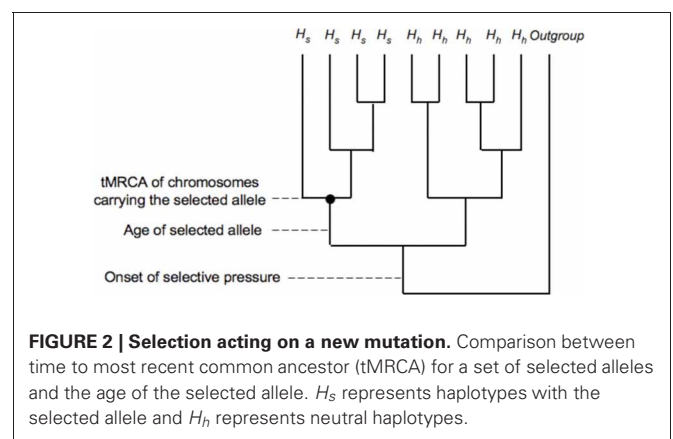 Hs Hs Hs Hs Hh Hh Hh Hh Hh Outgroup
tMRCA of chromosomes
carrying the selected allele
Age of selected allele
Onset of selective pressure
FIGURE 2 | Selection acting on a new mutation. Comparison between
time to most recent common ancestor (tMRCA) for a set of selected alleles
and the age of the selected allele. Hs represents haplotypes with the
selected allele and Hh represents neutral haplotypes.